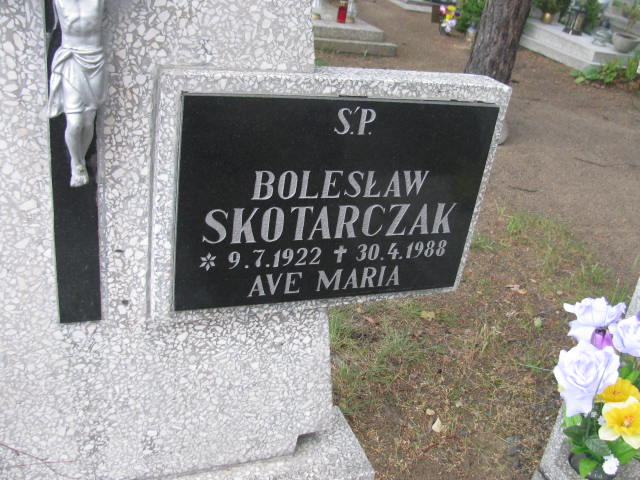 Ś.P.
BOLESŁAW
SKOTARCZAK
* 9.7.1922 ✝ 30.4.1988
AVE MARIA